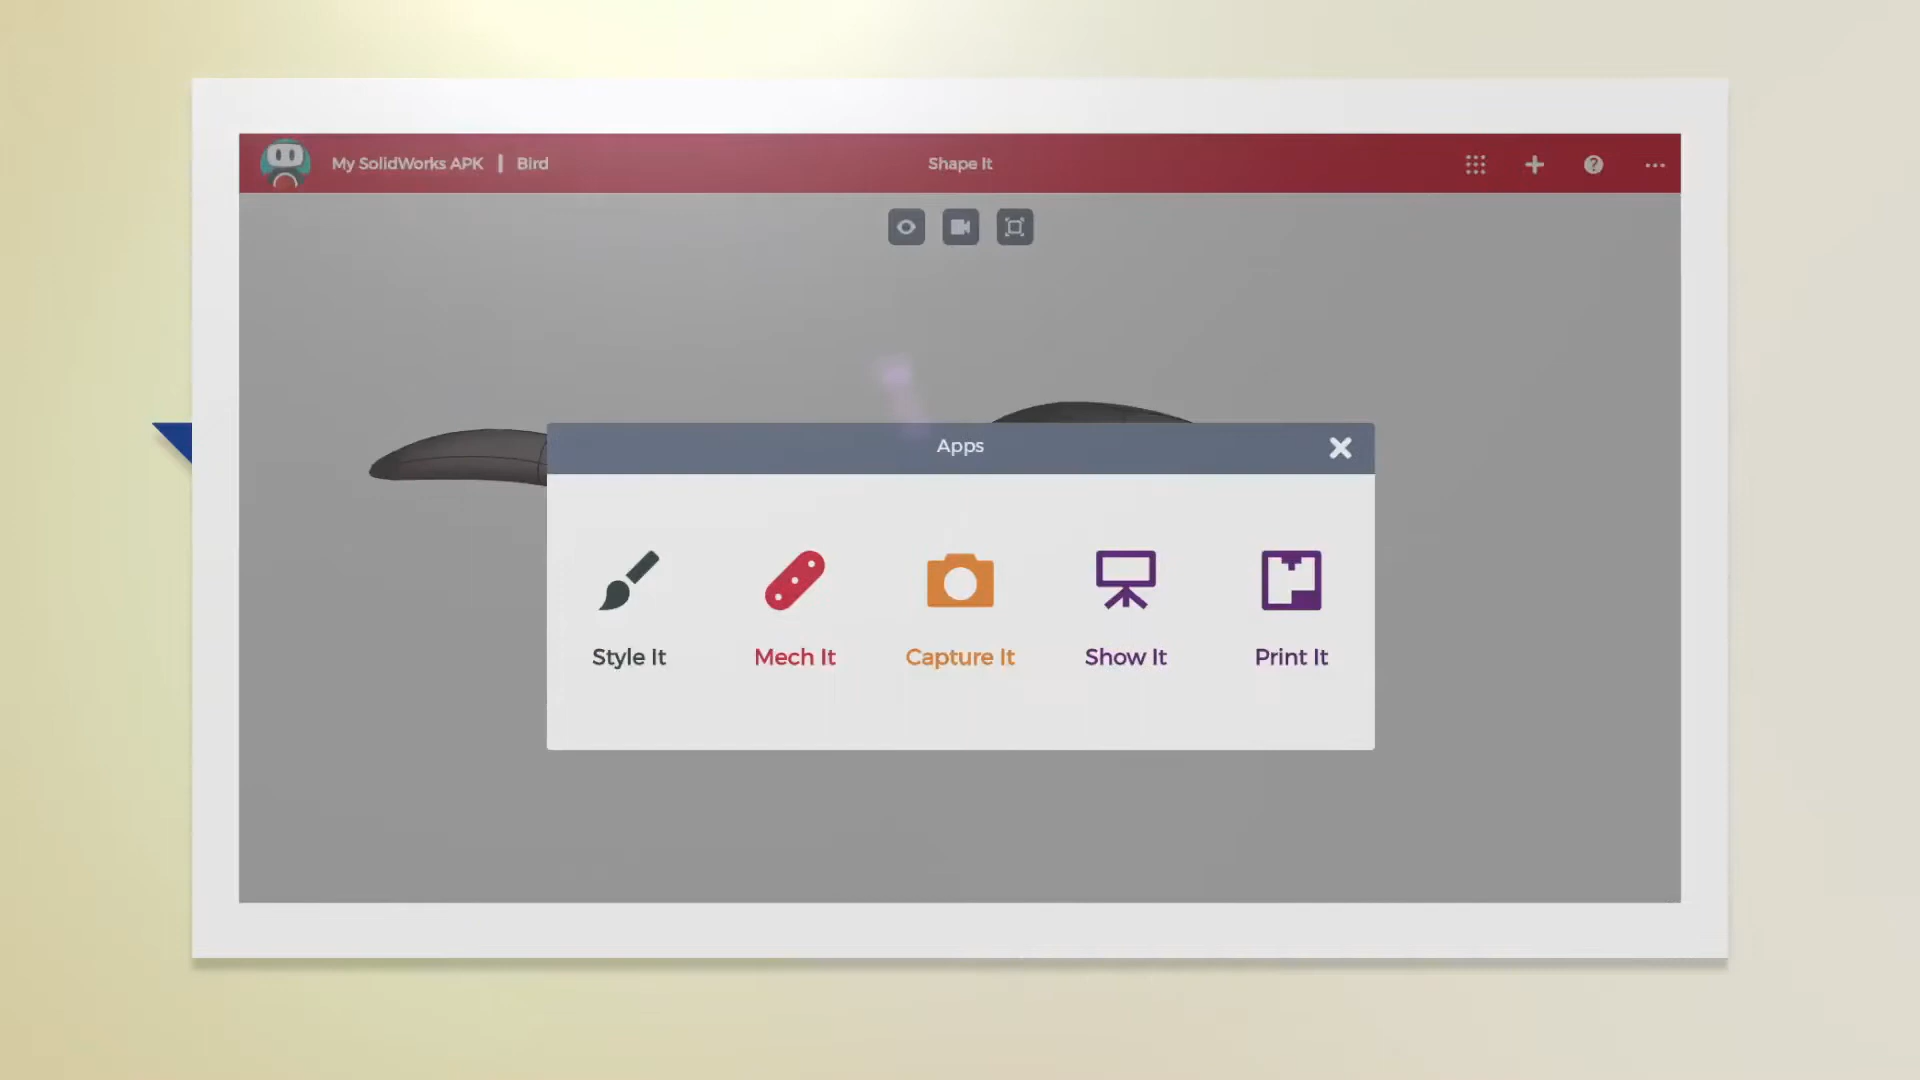 My SolidWorks APK | Bird
Shape It
Apps
Style It
Mech It
Capture It
Show It
Print It